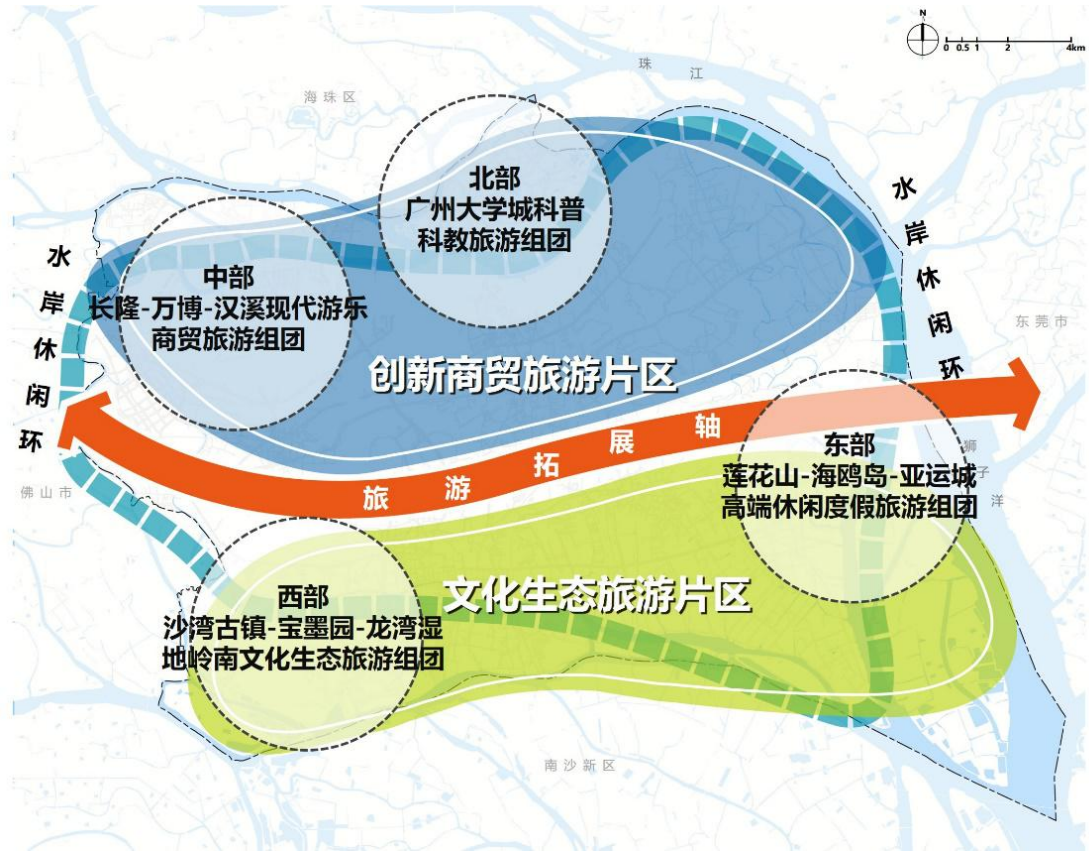 N
0 0.5 1 2 4km
珠江
海珠区
北部
广州大学城科普
科教旅游组团
水岸休闲环
水岸休闲环
中部
长隆-万博-汉溪现代游乐
商贸旅游组团
东莞市
创新商贸旅游片区
旅游拓展轴
东部
莲花山-海鸥岛-亚运城
高端休闲度假旅游组团
狮子洋
佛山市
文化生态旅游片区
西部
沙湾古镇-宝墨园-龙湾湿
地岭南文化生态旅游组团
南沙新区